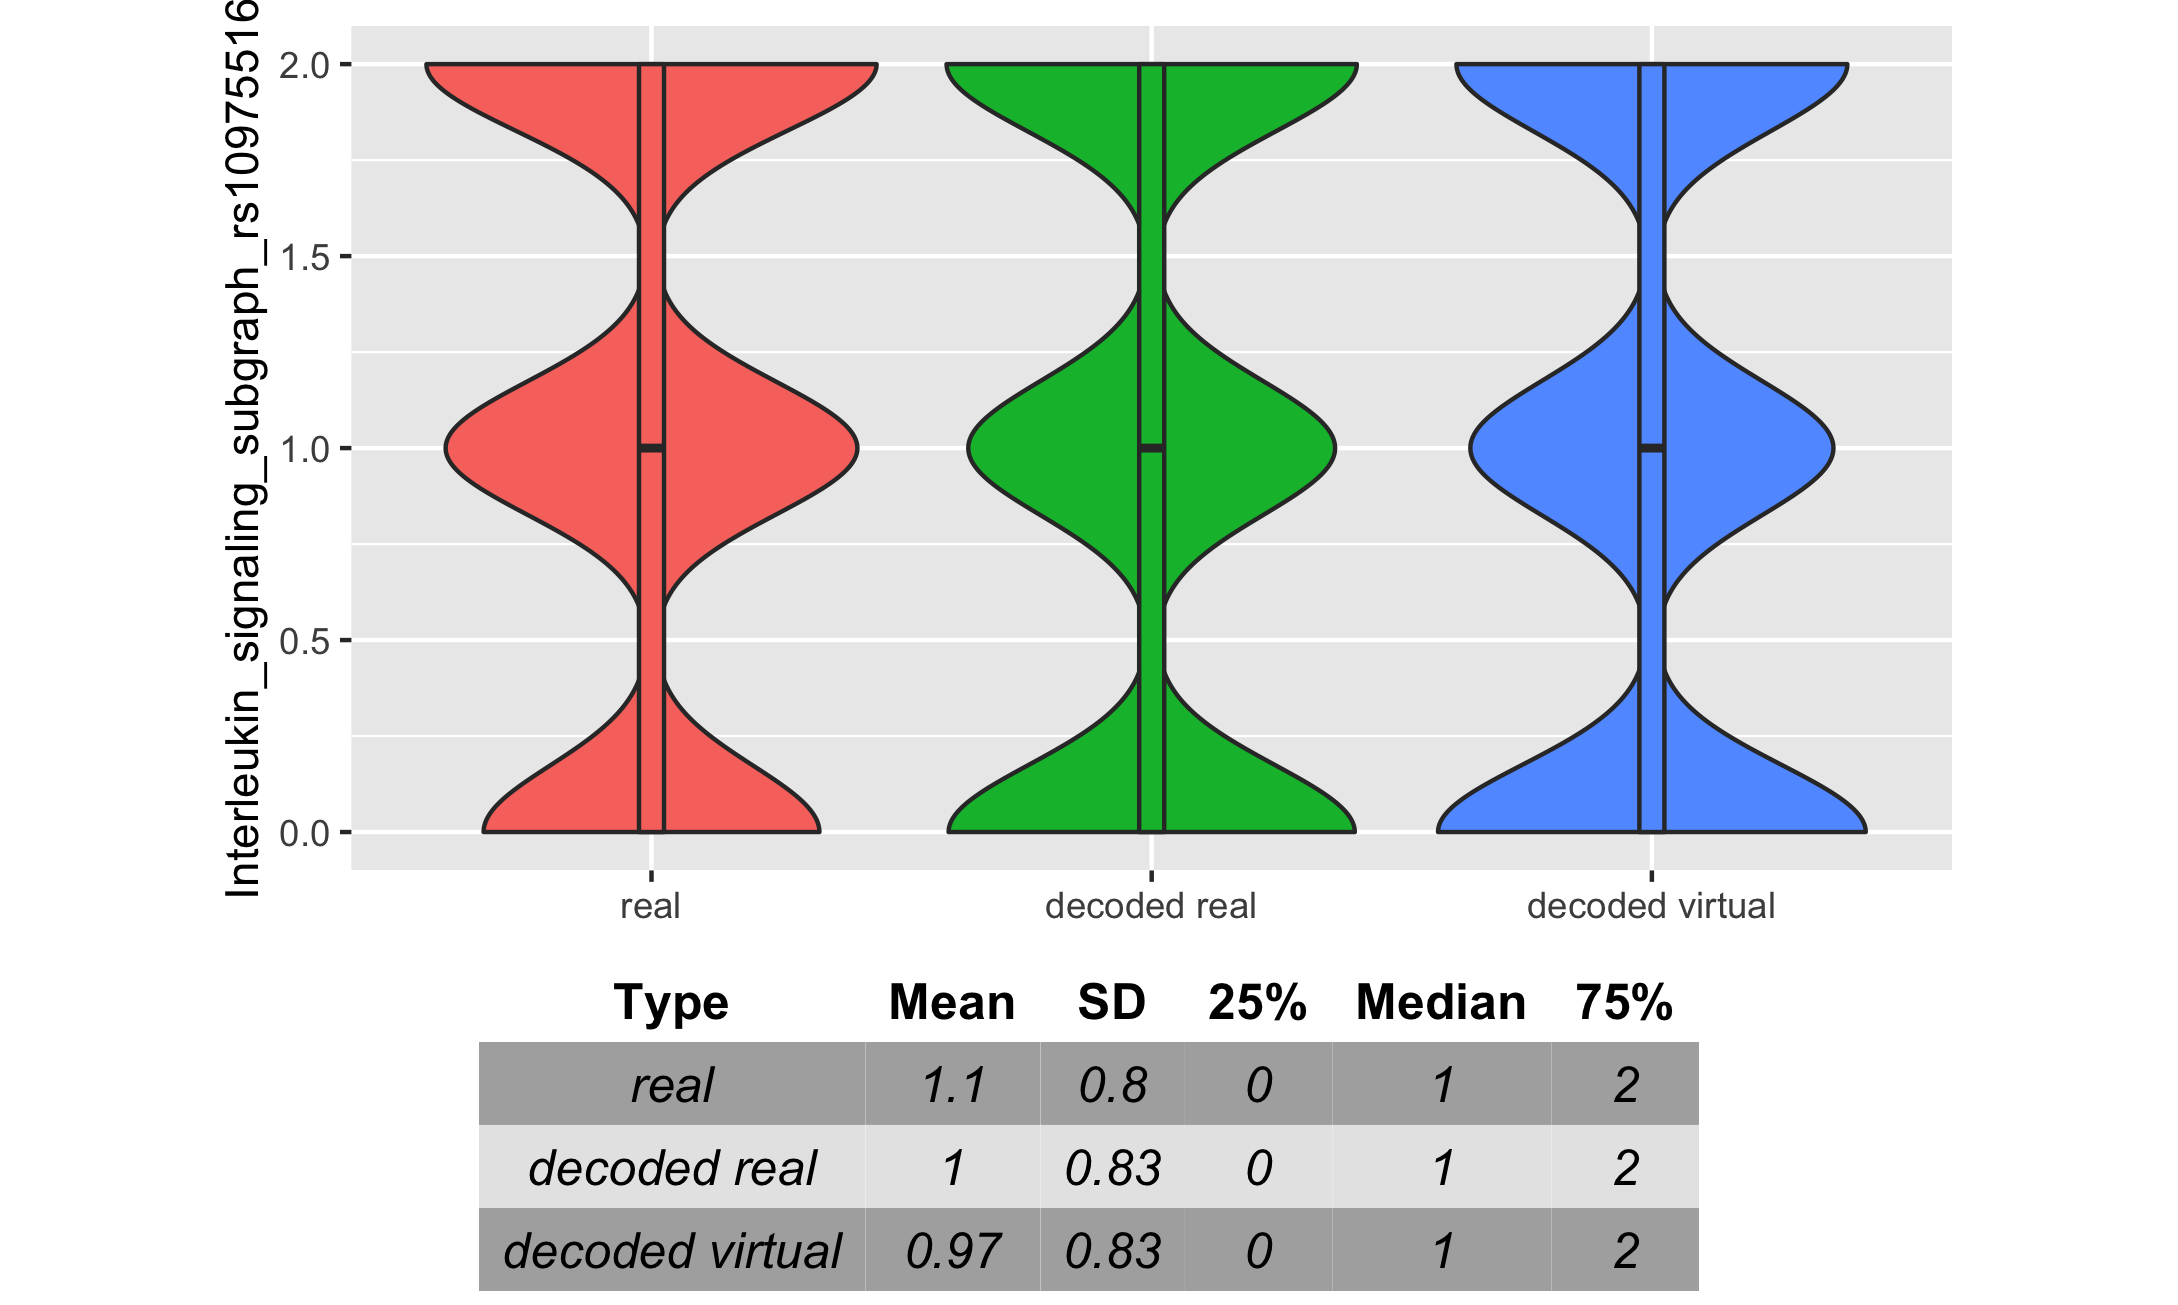 Interleukin_signaling_subgraph_rs10975516
2.0
1.5
1.0
0.5
0.0
real decoded real decoded virtual
Type Mean SD 25% Median 75%
real 1.1 0.8 0 1 2
decoded real 1 0.83 0 1 2
decoded virtual 0.97 0.83 0 1 2